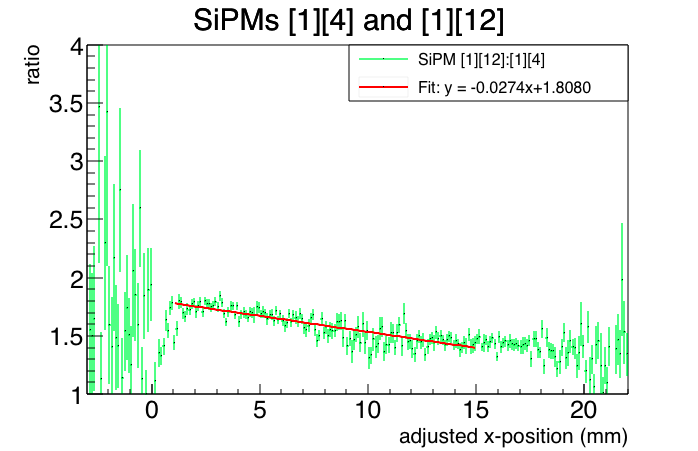 SiPMs [1][4] and [1][12]
ratio
4
3.5
3
2.5
2
1.5
1
SiPM [1][12]:[1][4]
Fit: y = -0.0274x+1.8080
0 5 10 15 20
adjusted x-position (mm)